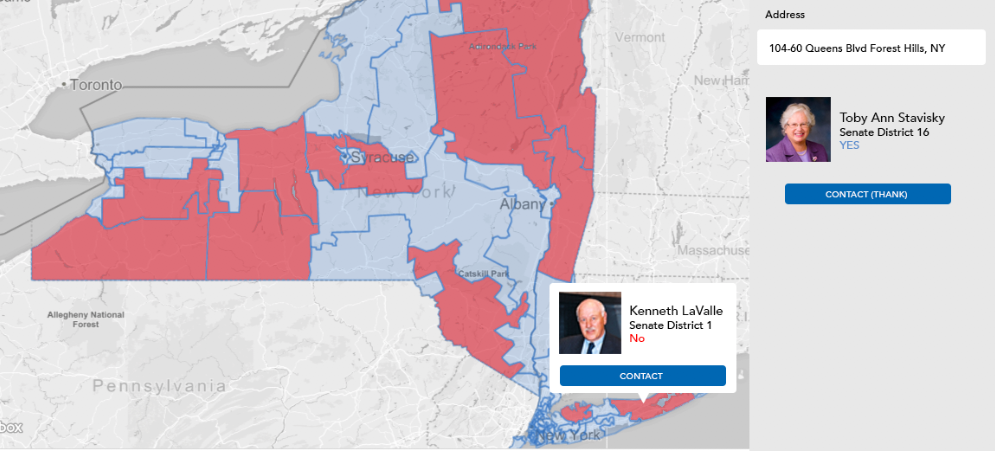 Address
104-60 Queens Blvd Forest Hills, NY
Toby Ann Stavisky
Senate District 16
YES
CONTACT (THANK)
Adirondack Park
Vermont
New Ham
Toronto
Syracuse
New York
Albany
Massachuse
Catskill Park
Allegheny National
Forest
Kenneth LaValle
Senate District 1
No
CONTACT
Pennsylvania
box
New York